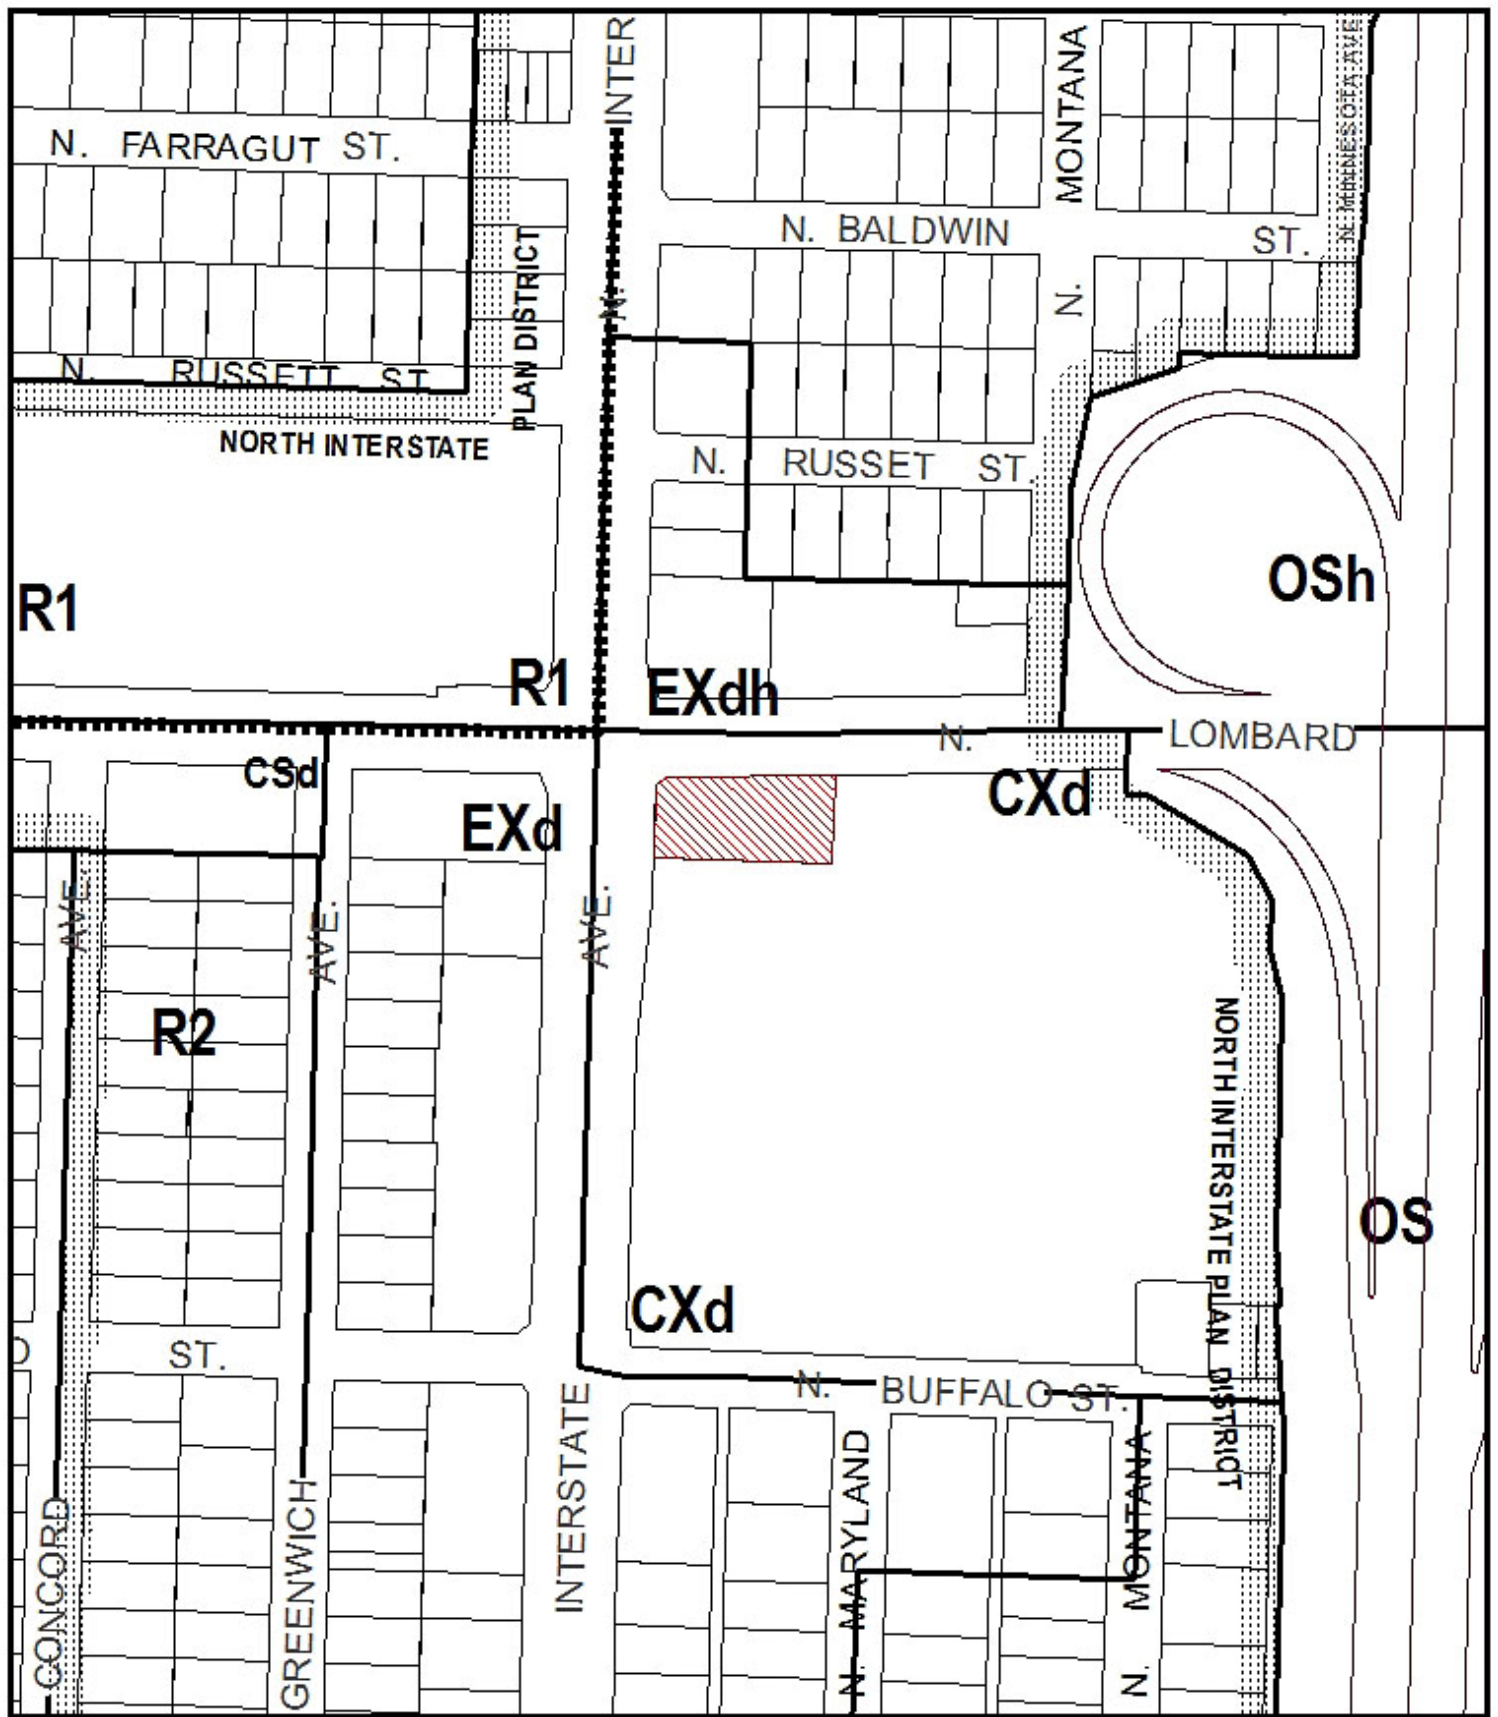 INTER
MONTANA
N. MINNESOTA AVE
N. FARRAGUT ST.
N. BALDWIN ST.
PLAN DISTRICT
N.
N.
N. RUSSETT ST
NORTH INTERSTATE
N. RUSSET ST.
OSh
R1
R1
EXdh
N. LOMBARD
CSd
EXd
CXd
AVE.
AVE.
AVE.
R2
NORTH INTERSTATE PLAN DISTRICT
OS
CXd
ST.
N. BUFFALO ST.
CONCORD
GREENWICH
INTERSTATE
N. MARYLAND
N. MONTANA